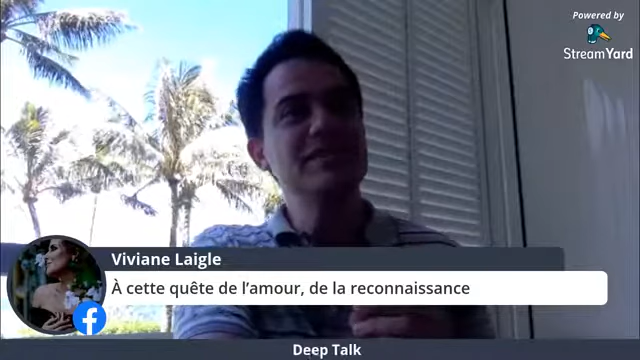 Powered by
StreamYard
Viviane Laigle
À cette quête de l'amour, de la reconnaissance
Deep Talk